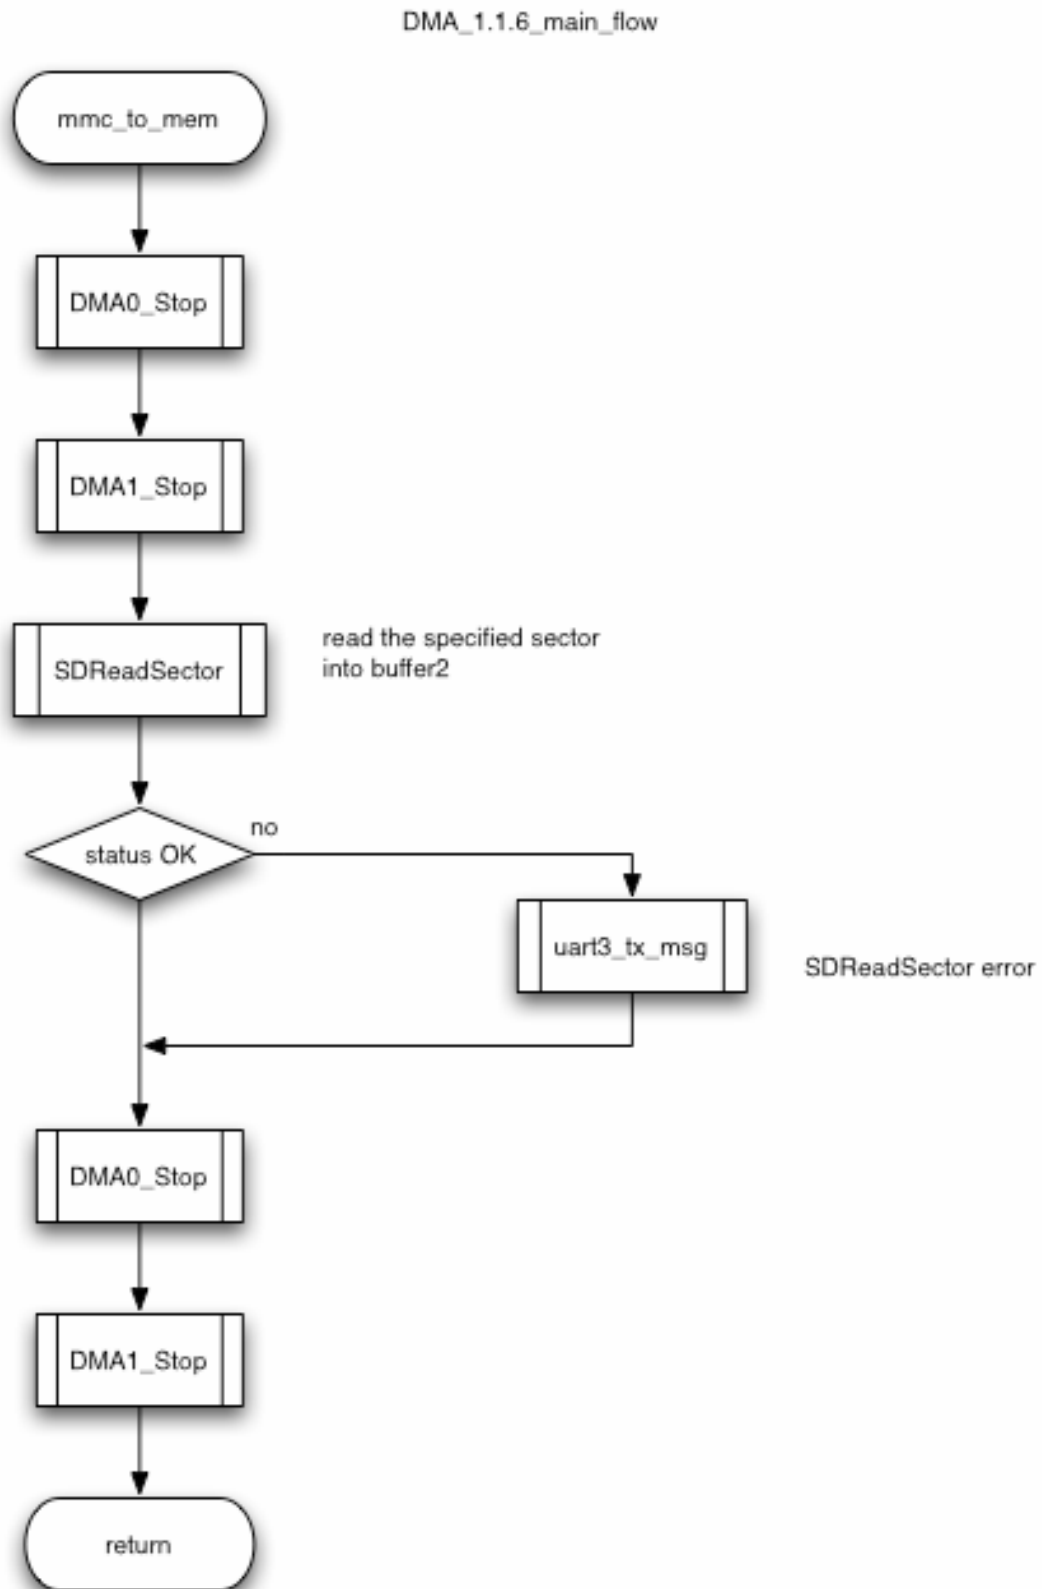 DMA_1.1.6_main_flow
mmc_to_mem
DMA0_Stop
DMA1_Stop
SDReadSector
read the specified sector
into buffer2
status OK
no
uart3_tx_msg
SDReadSector error
DMA0_Stop
DMA1_Stop
return